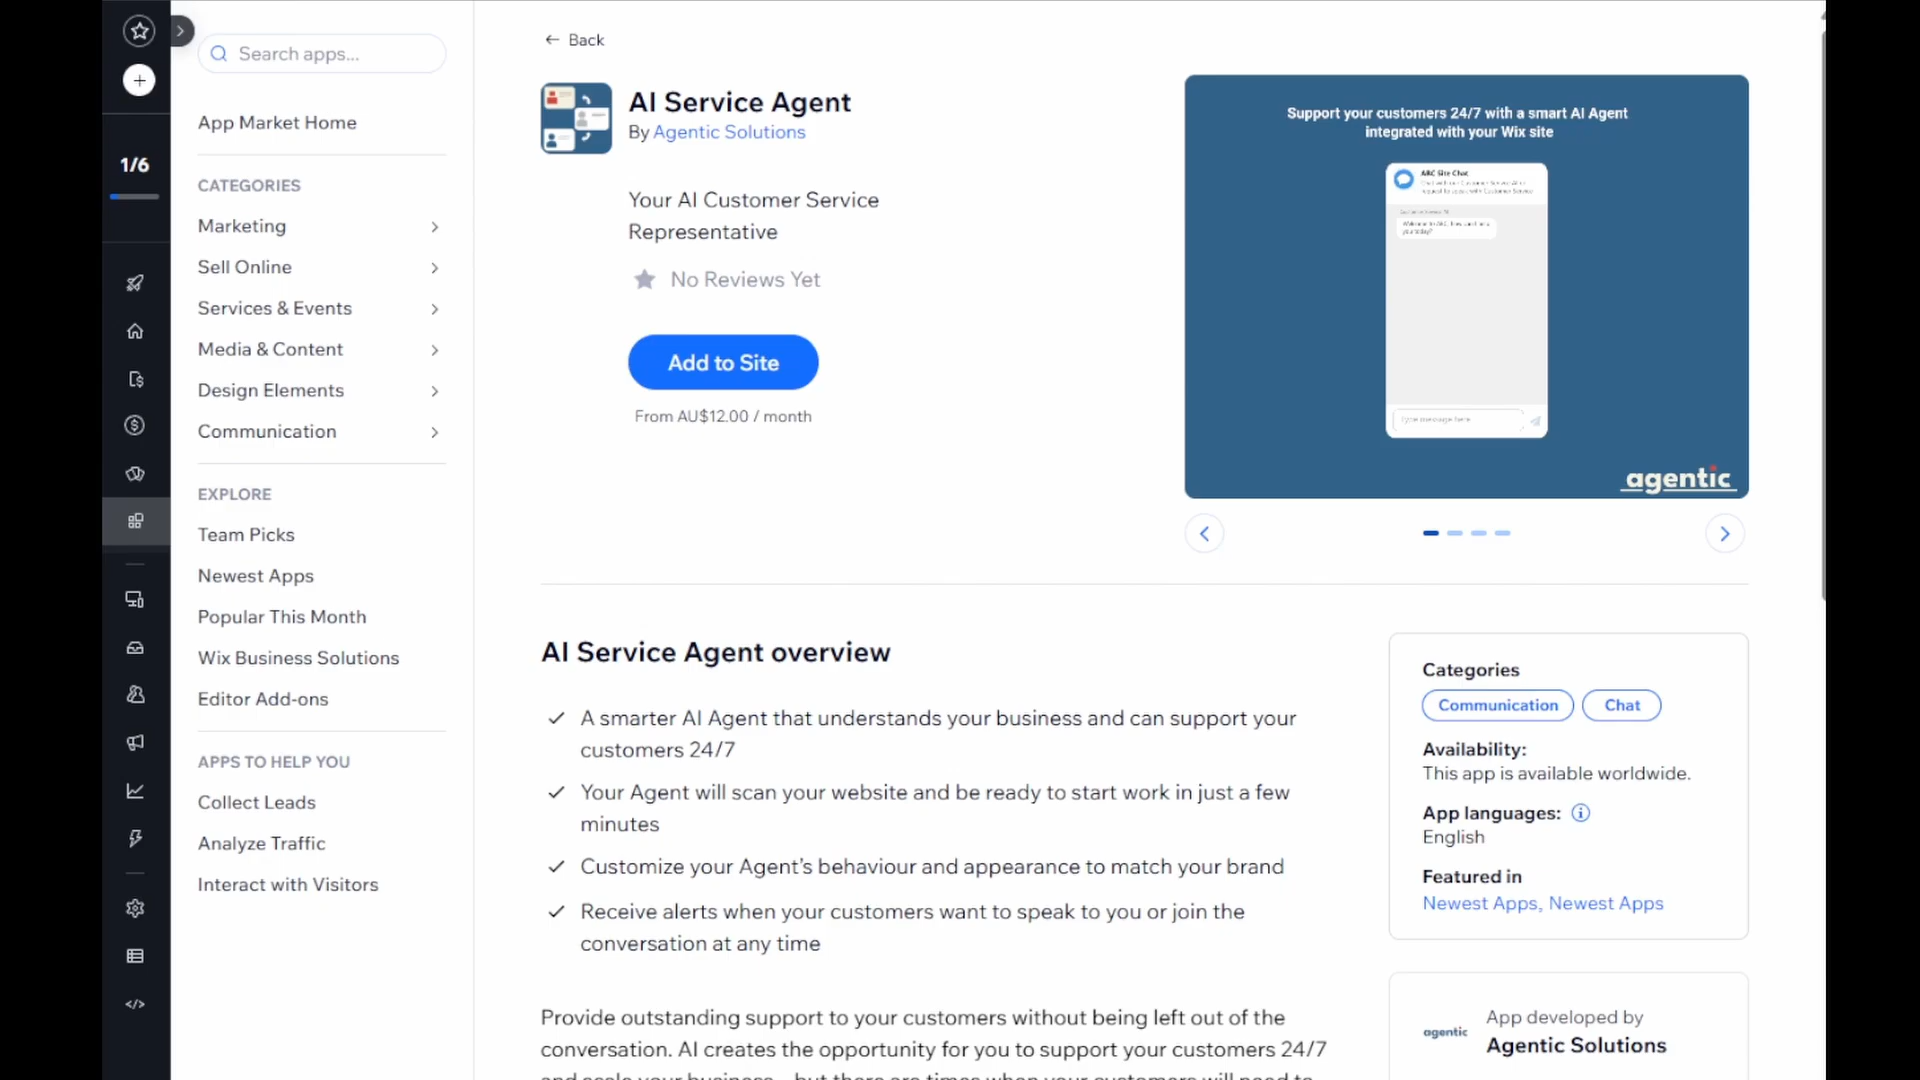 Search apps...
App Market Home
1/6
CATEGORIES
Marketing
Sell Online
Services & Events
Media & Content
Design Elements
Communication
EXPLORE
Team Picks
Newest Apps
Popular This Month
Wix Business Solutions
Editor Add-ons
APPS TO HELP YOU
Collect Leads
Analyze Traffic
Interact with Visitors
← Back
AI Service Agent
By Agentic Solutions
Your AI Customer Service
Representative
No Reviews Yet
Add to Site
From AU$12.00 / month
Support your customers 24/7 with a smart AI Agent
integrated with your Wix site
ABC Site Chat
Type message here
agentic
AI Service Agent overview
A smarter AI Agent that understands your business and can support your
customers 24/7
Your Agent will scan your website and be ready to start work in just a few
minutes
Customize your Agent's behaviour and appearance to match your brand
Receive alerts when your customers want to speak to you or join the
conversation at any time
Provide outstanding support to your customers without being left out of the
conversation. AI creates the opportunity for you to support your customers 24/7
Categories
Communication
Chat
Availability:
This app is available worldwide.
App languages:
English
Featured in
Newest Apps, Newest Apps
agentic
App developed by
Agentic Solutions